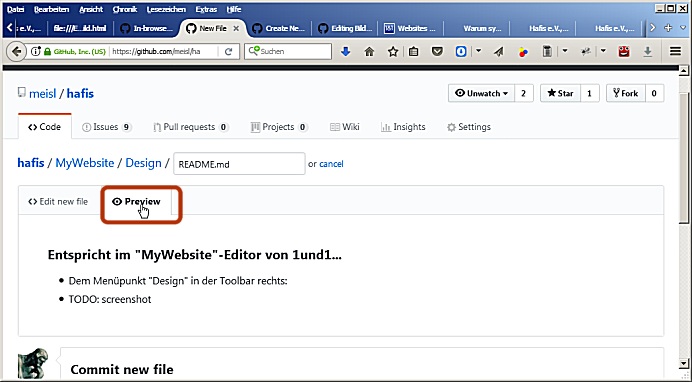 Datei Bearbeiten Ansicht Chronik Lesezeichen Extras Hilfe
s e.V.,... file:///E...ild.html In-browse... New File Create Ne... Editing Bild... Websites ... Warum sy... Hafis e.V.,... Hafis e.V.,...
GitHub, Inc. (US) https://github.com/meisl/ha Suchen
meisl / hafis Unwatch 2 Star 1 Fork 0
Code Issues 9 Pull requests 0 Projects 0 Wiki Insights Settings
hafis / MyWebsite / Design / README.md or cancel
Edit new file Preview
Entspricht im "MyWebsite"-Editor von 1und1...
Dem Menüpunkt "Design" in der Toolbar rechts:
TODO: screenshot
Commit new file